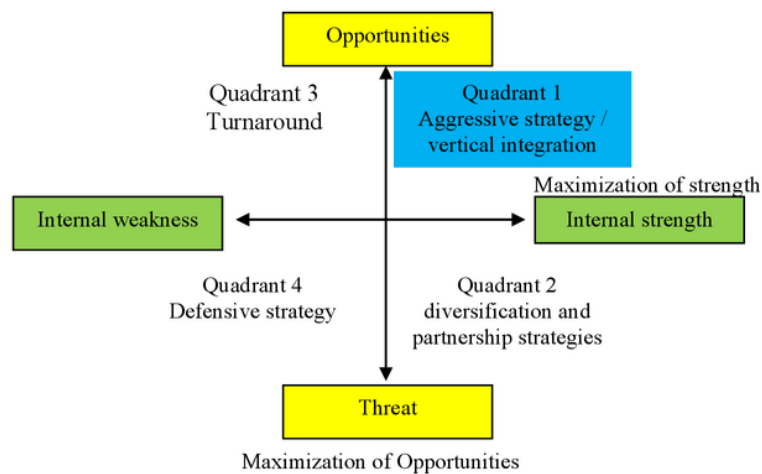 Opportunities
Quadrant 3
Turnaround
Quadrant 1
Aggressive strategy /
vertical integration
Maximization of strength
Internal weakness
Internal strength
Quadrant 4
Defensive strategy
Quadrant 2
diversification and
partnership strategies
Threat
Maximization of Opportunities